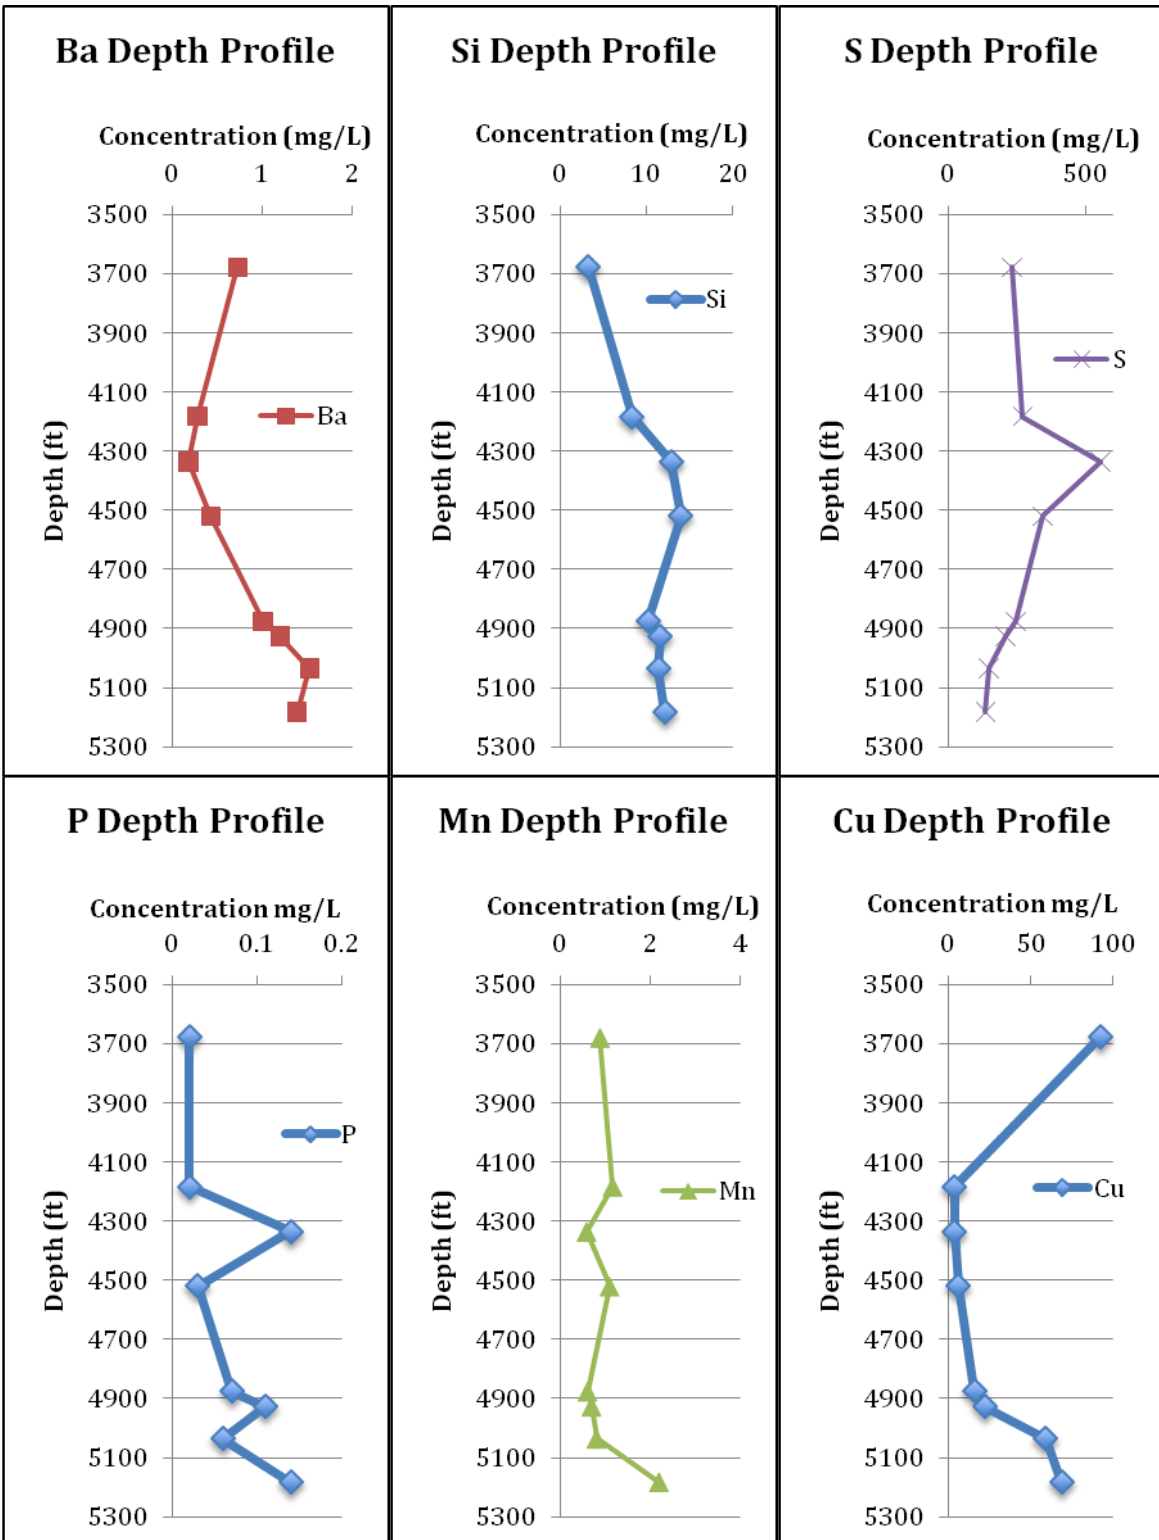 Ba Depth Profile
Concentration (mg/L)
0 1 2
3500
3700
3900
4100
4300
4500
4700
4900
5100
5300
Depth (ft)
Ba
Si Depth Profile
Concentration (mg/L)
0 10 20
3500
3700
3900
4100
4300
4500
4700
4900
5100
5300
Depth (ft)
Si
S Depth Profile
Concentration (mg/L)
0 500
3500
3700
3900
4100
4300
4500
4700
4900
5100
5300
Depth (ft)
S
P Depth Profile
Concentration mg/L
0 0.1 0.2
3500
3700
3900
4100
4300
4500
4700
4900
5100
5300
Depth (ft)
P
Mn Depth Profile
Concentration (mg/L)
0 2 4
3500
3700
3900
4100
4300
4500
4700
4900
5100
5300
Depth (ft)
Mn
Cu Depth Profile
Concentration mg/L
0 50 100
3500
3700
3900
4100
4300
4500
4700
4900
5100
5300
Depth (ft)
Cu